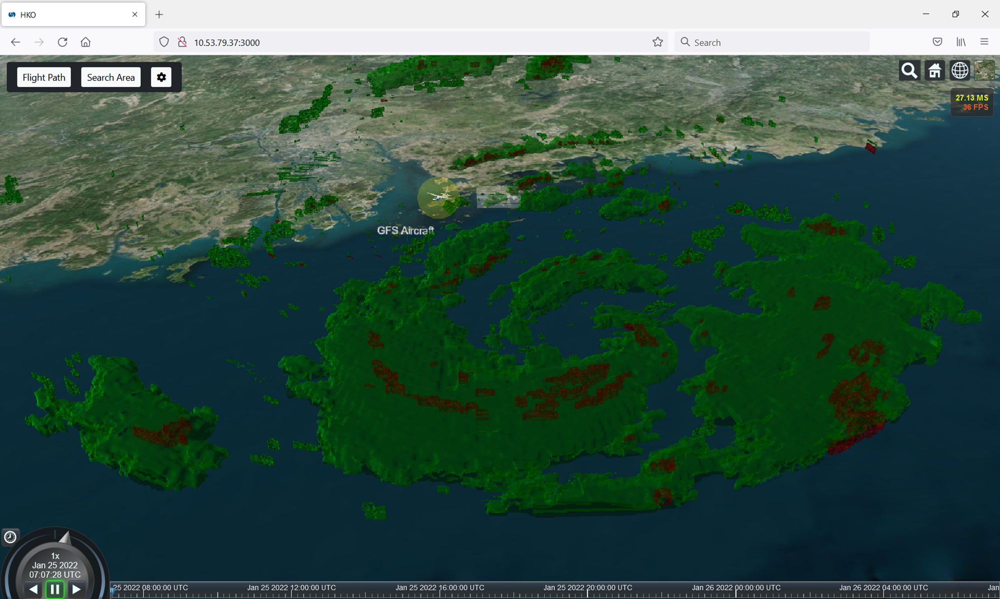 HKO
10.53.79.37:3000
Search
Flight Path
Search Area
27.13 MS
36 FPS
GFS Aircraft
1x
Jan 25 2022
07:07:28 UTC
25 2022 08:00:00 UTC
Jan 25 2022 12:00:00 UTC
Jan 25 2022 16:00:00 UTC
Jan 25 2022 20:00:00 UTC
Jan 26 2022 00:00:00 UTC
Jan 26 2022 04:00:00 UTC
Jan